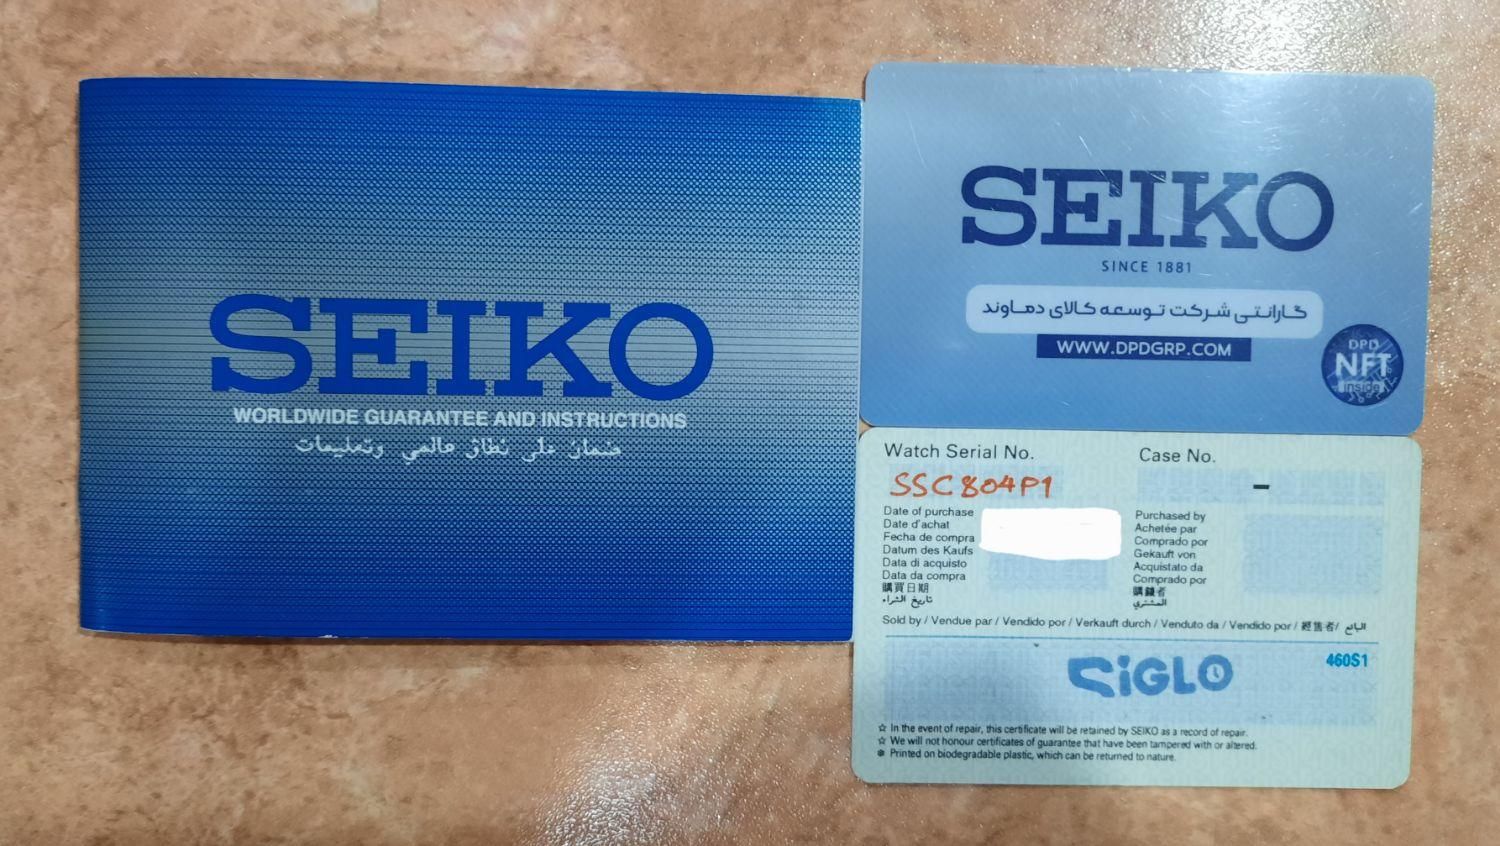 SEIKO
WORLDWIDE GUARANTEE AND INSTRUCTIONS
ضمان على نطاق عالمي وتعليمات
SEIKO
SINCE 1881
گارانتی شرکت توسعه کالای دماوند
WWW.DPDGRP.COM
DPD
NFT
inside
Watch Serial No.
SSC804P1
Case No.
-
Date of purchase
Date d'achat
Fecha de compra
Datum des Kaufs
Data di acquisto
Data da compra
購買日期
تاريخ الشراء
Purchased by
Achetée par
Comprado por
Gekauft von
Acquistato da
Comprado por
購鐘者
المشتري
Sold by / Vendue par / Vendido por / Verkauft durch / Venduto da / Vendido por / 經售者/ البائع
SiGLO
460S1
☆ In the event of repair, this certificate will be retained by SEIKO as a record of repair.
☆ We will not honour certificates of guarantee that have been tampered with or altered.
❄ Printed on biodegradable plastic, which can be returned to nature.